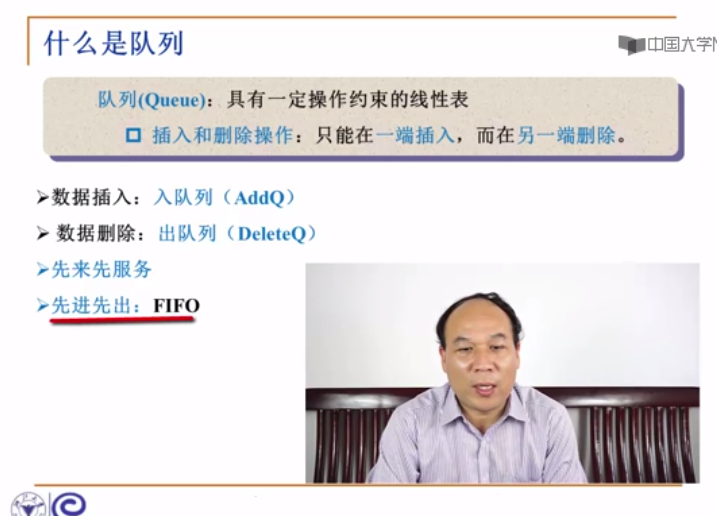 什么是队列
中国大学M
队列(Queue)：具有一定操作约束的线性表
插入和删除操作：只能在一端插入，而在另一端删除。
数据插入：入队列（AddQ）
数据删除：出队列（DeleteQ）
先来先服务
先进先出：FIFO